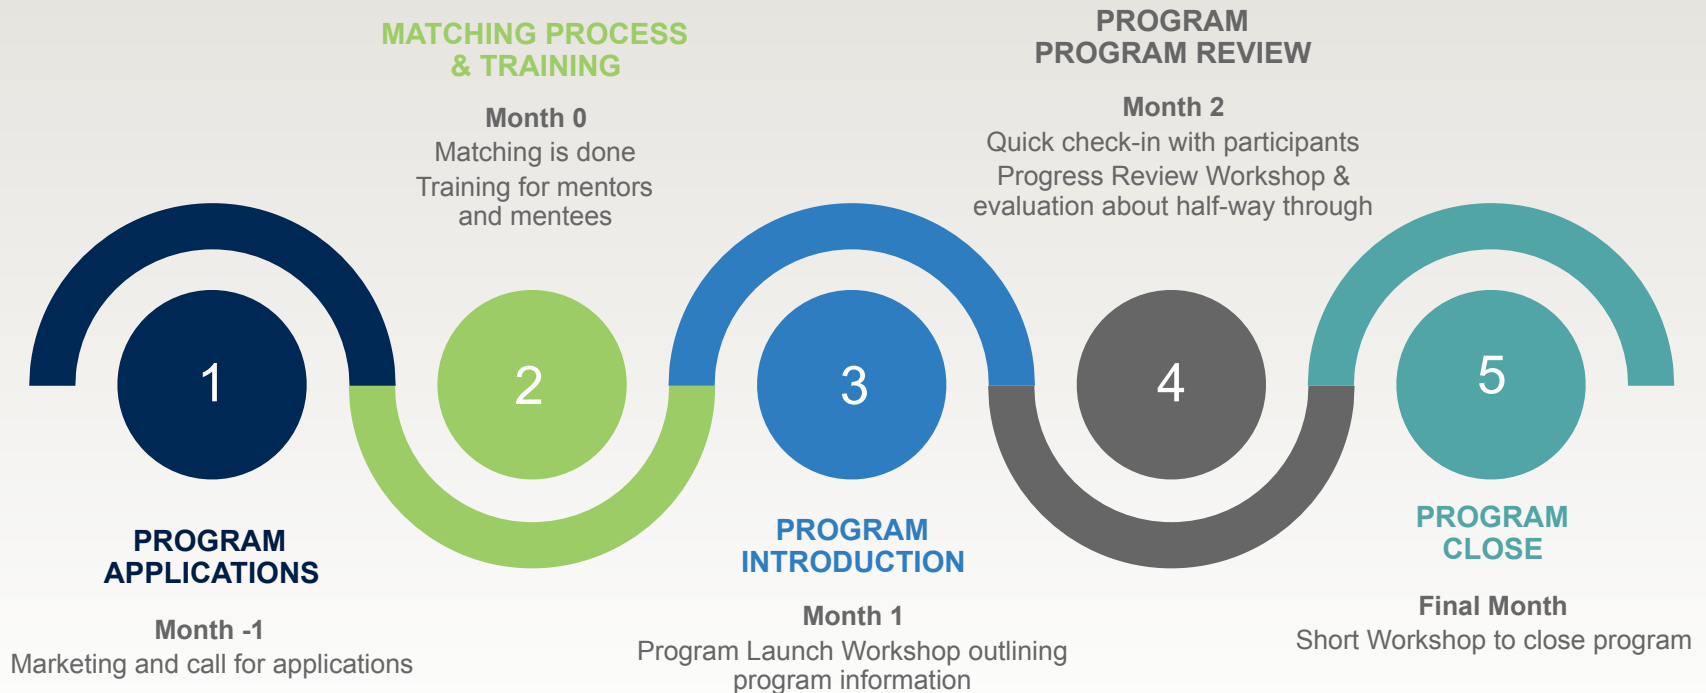 1
PROGRAM
APPLICATIONS
Month -1
Marketing and call for applications
MATCHING PROCESS
& TRAINING
Month 0
Matching is done
Training for mentors
and mentees
2
3
PROGRAM
INTRODUCTION
Month 1
Program Launch Workshop outlining
program information
PROGRAM
PROGRAM REVIEW
Month 2
Quick check-in with participants
Progress Review Workshop &
evaluation about half-way through
4
5
PROGRAM
CLOSE
Final Month
Short Workshop to close program